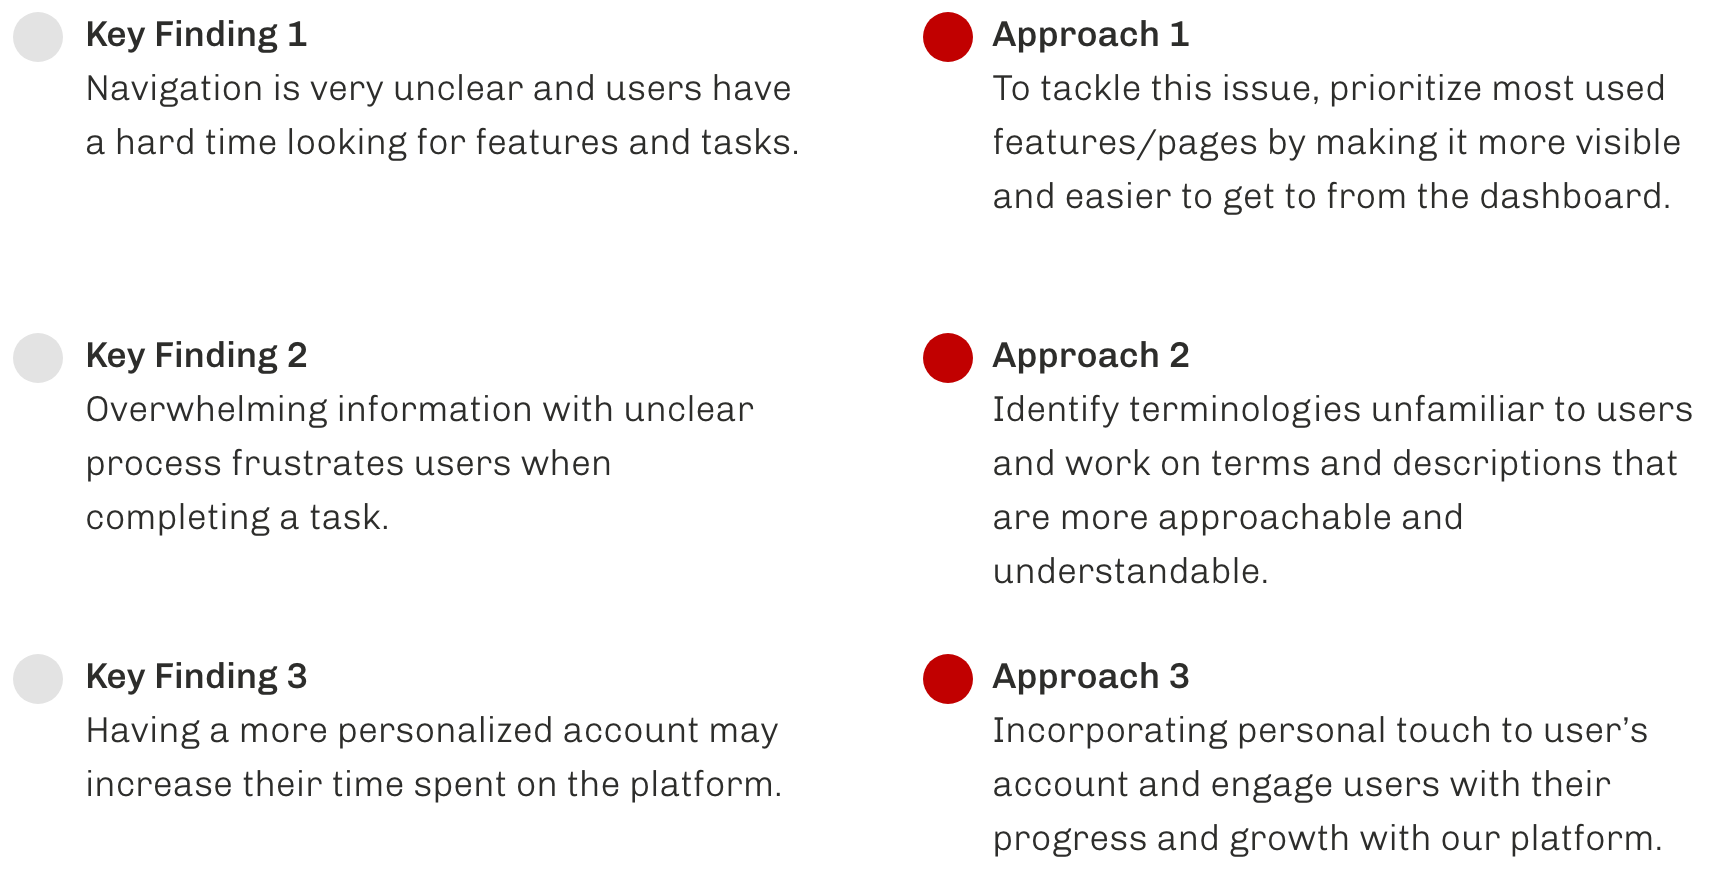 Key Finding 1
Navigation is very unclear and users have
a hard time looking for features and tasks.
Approach 1
To tackle this issue, prioritize most used
features/pages by making it more visible
and easier to get to from the dashboard.
Key Finding 2
Overwhelming information with unclear
process frustrates users when
completing a task.
Approach 2
Identify terminologies unfamiliar to users
and work on terms and descriptions that
are more approachable and
understandable.
Key Finding 3
Having a more personalized account may
increase their time spent on the platform.
Approach 3
Incorporating personal touch to user’s
account and engage users with their
progress and growth with our platform.